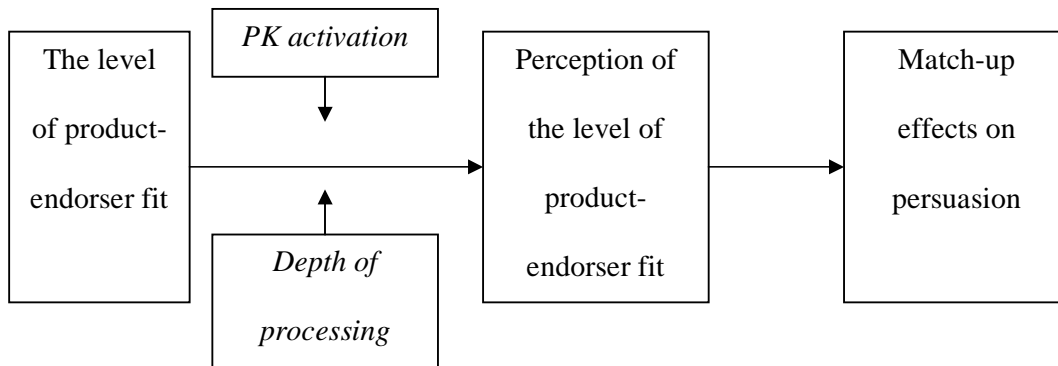 The level
of product-
endorser fit
PK activation
Depth of
processing
Perception of
the level of
product-
endorser fit
Match-up
effects on
persuasion